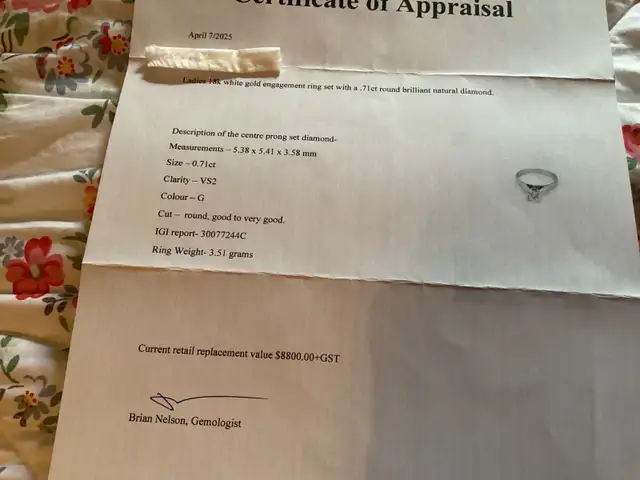 Certificate of Appraisal
April 7/2025
Ladies 18k white gold engagement ring set with a .71ct round brilliant natural diamond.
Description of the centre prong set diamond-
Measurements – 5.38 x 5.41 x 3.58 mm
Size – 0.71ct
Clarity – VS2
Colour – G
Cut – round, good to very good.
IGI report- 30077244C
Ring Weight- 3.51 grams
Current retail replacement value $8800.00+GST
Brian Nelson, Gemologist